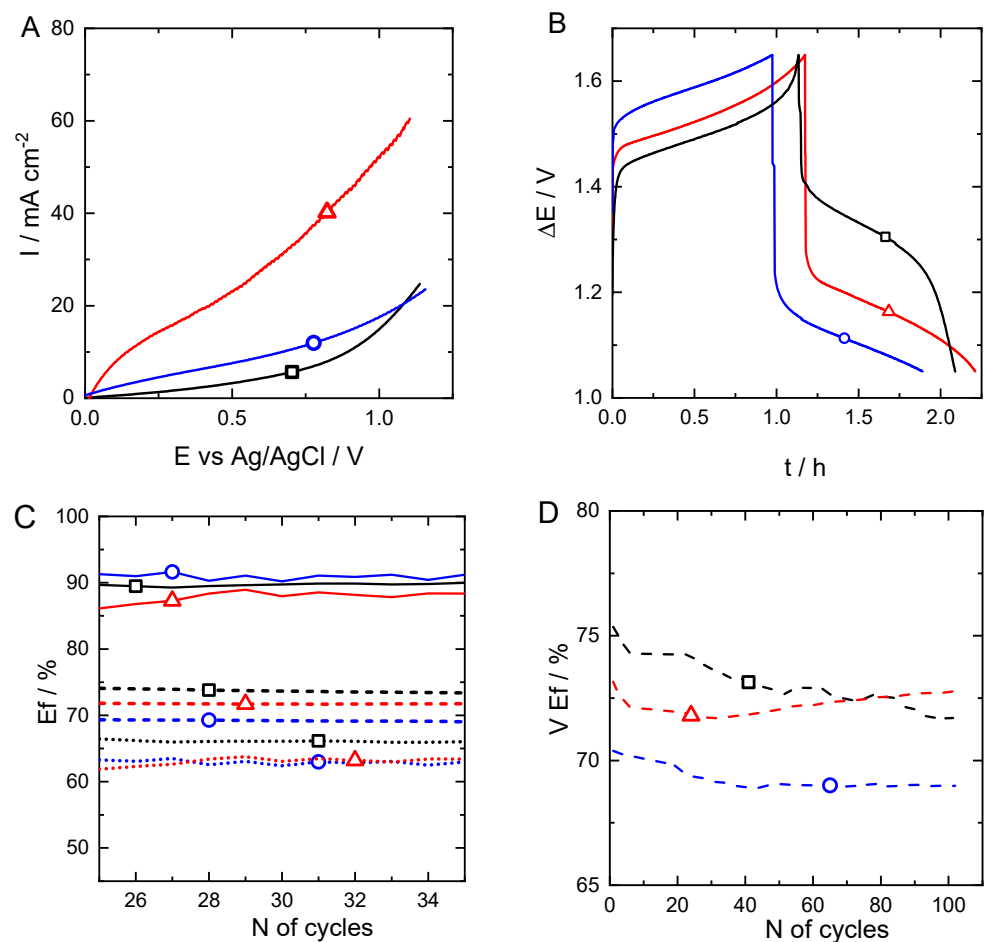 A
80
60
40
20
0
0.0 0.5 1.0
I / mA cm⁻²
E vs Ag/AgCl / V
B
1.6
1.4
1.2
1.0
0.0 0.5 1.0 1.5 2.0
ΔE / V
t / h
C
100
90
80
70
60
50
26 28 30 32 34
Ef / %
N of cycles
D
80
75
70
65
0 20 40 60 80 100
V Ef / %
N of cycles